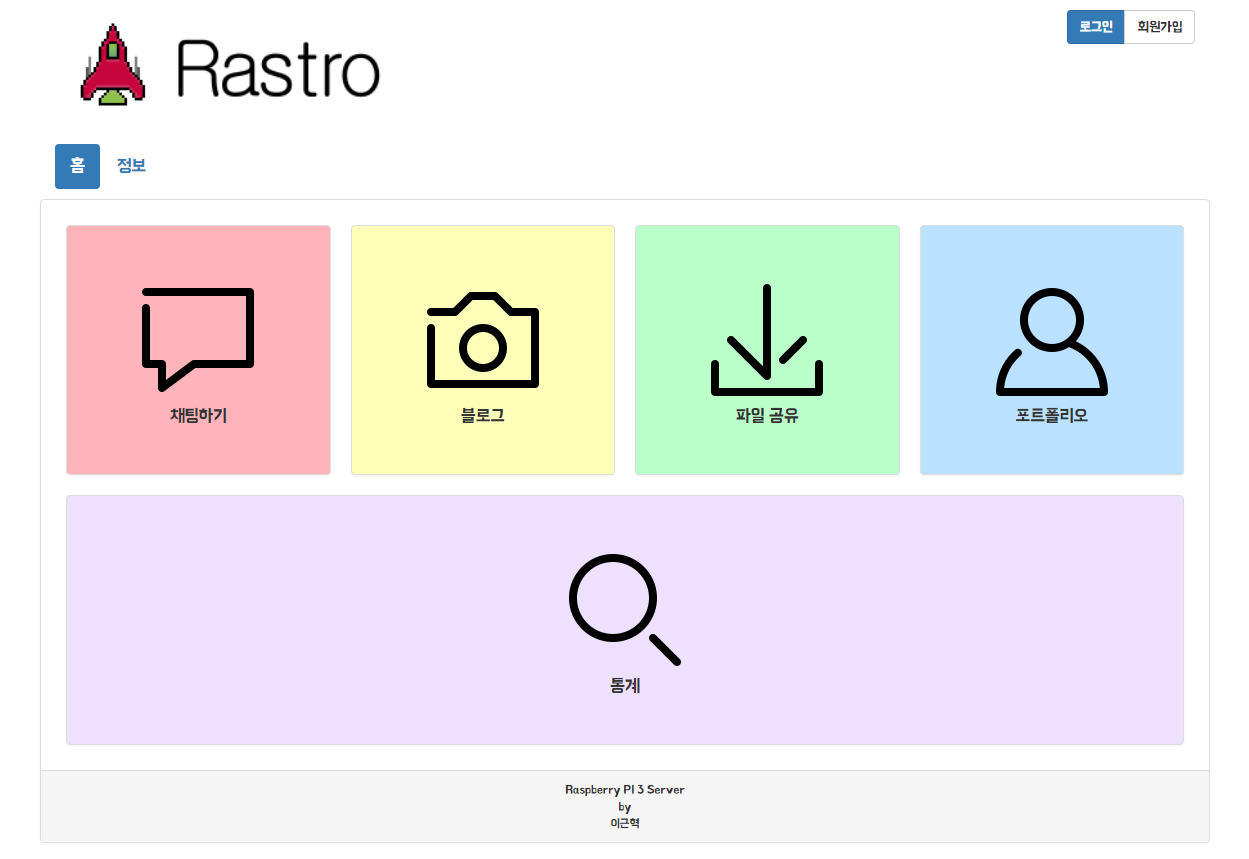 Rastro
로그인 회원가입
홈 정보
채팅하기
블로그
파일 공유
포트폴리오
통계
Raspberry PI 3 Server
by
이근혁